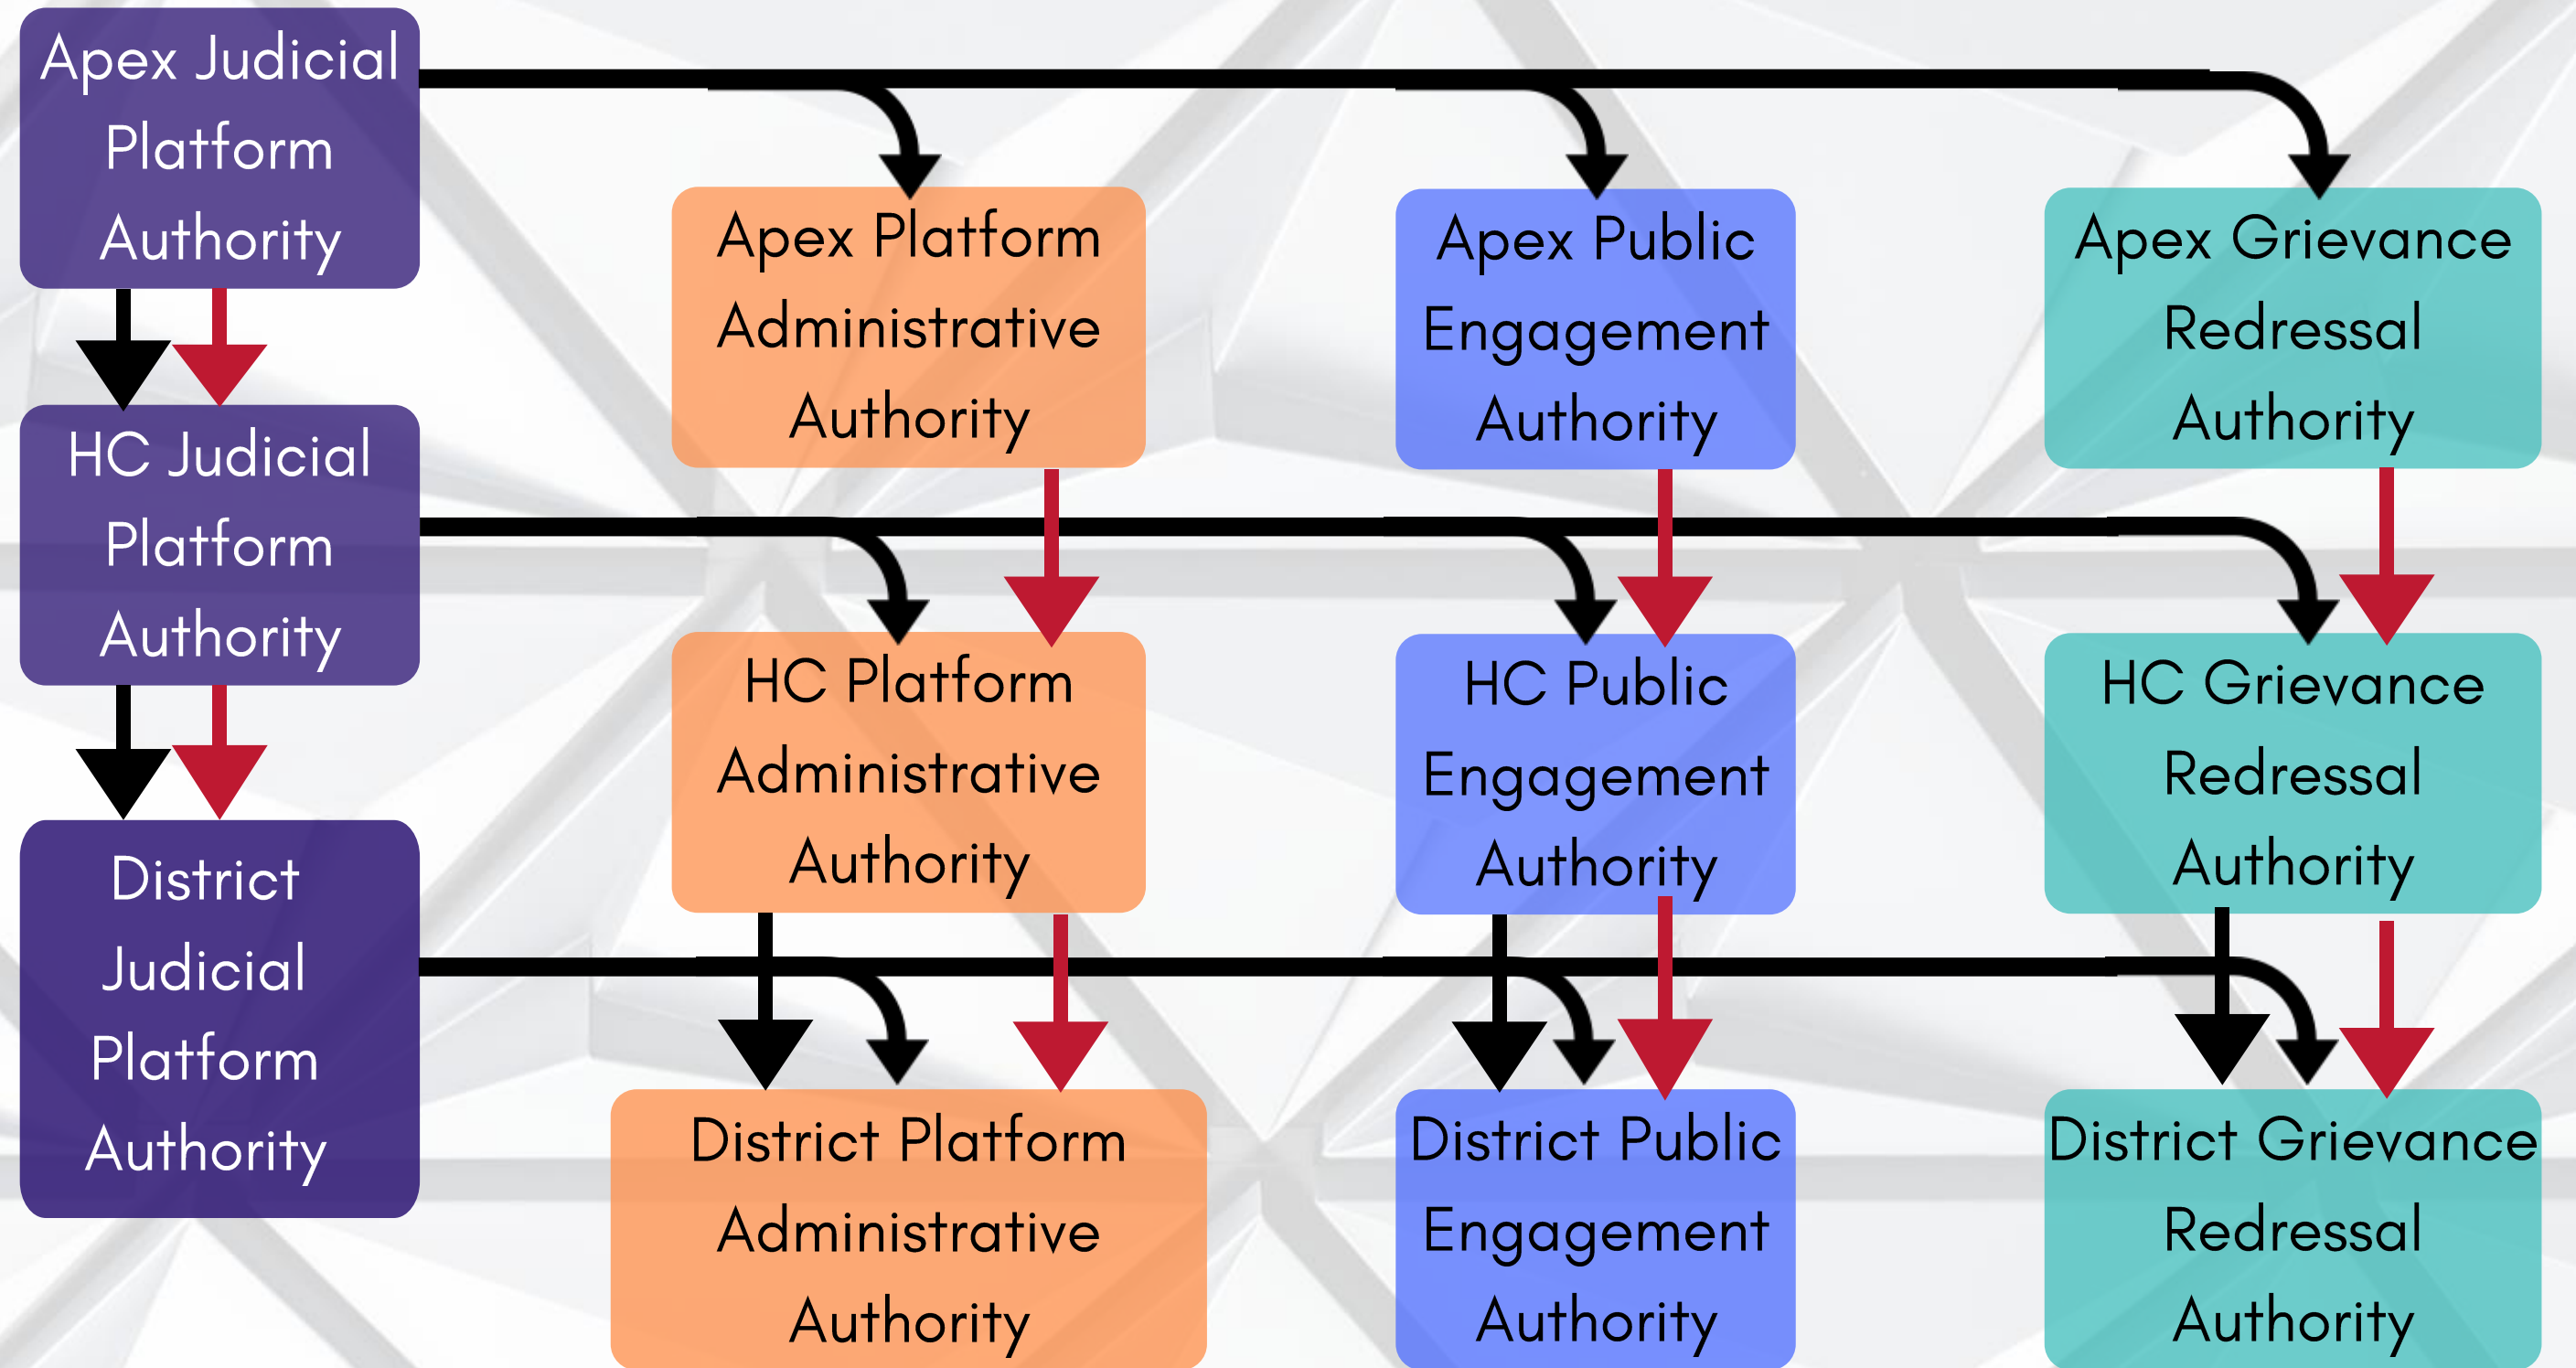 Apex Judicial
Platform
Authority
Apex Platform
Administrative
Authority
Apex Public
Engagement
Authority
Apex Grievance
Redressal
Authority
HC Judicial
Platform
Authority
HC Platform
Administrative
Authority
HC Public
Engagement
Authority
HC Grievance
Redressal
Authority
District
Judicial
Platform
Authority
District Platform
Administrative
Authority
District Public
Engagement
Authority
District Grievance
Redressal
Authority